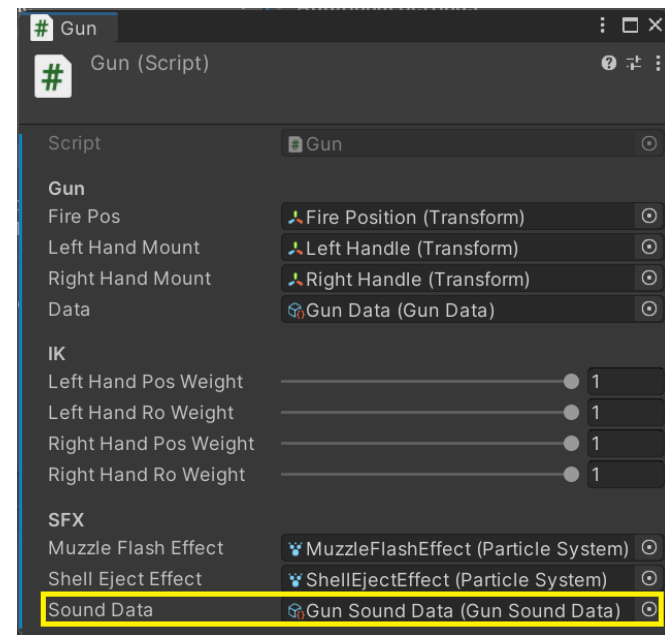 Gun
Gun (Script)
Script Gun
Gun
Fire Pos Fire Position (Transform)
Left Hand Mount Left Handle (Transform)
Right Hand Mount Right Handle (Transform)
Data Gun Data (Gun Data)
IK
Left Hand Pos Weight 1
Left Hand Ro Weight 1
Right Hand Pos Weight 1
Right Hand Ro Weight 1
SFX
Muzzle Flash Effect MuzzleFlashEffect (Particle System)
Shell Eject Effect ShellEjectEffect (Particle System)
Sound Data Gun Sound Data (Gun Sound Data)